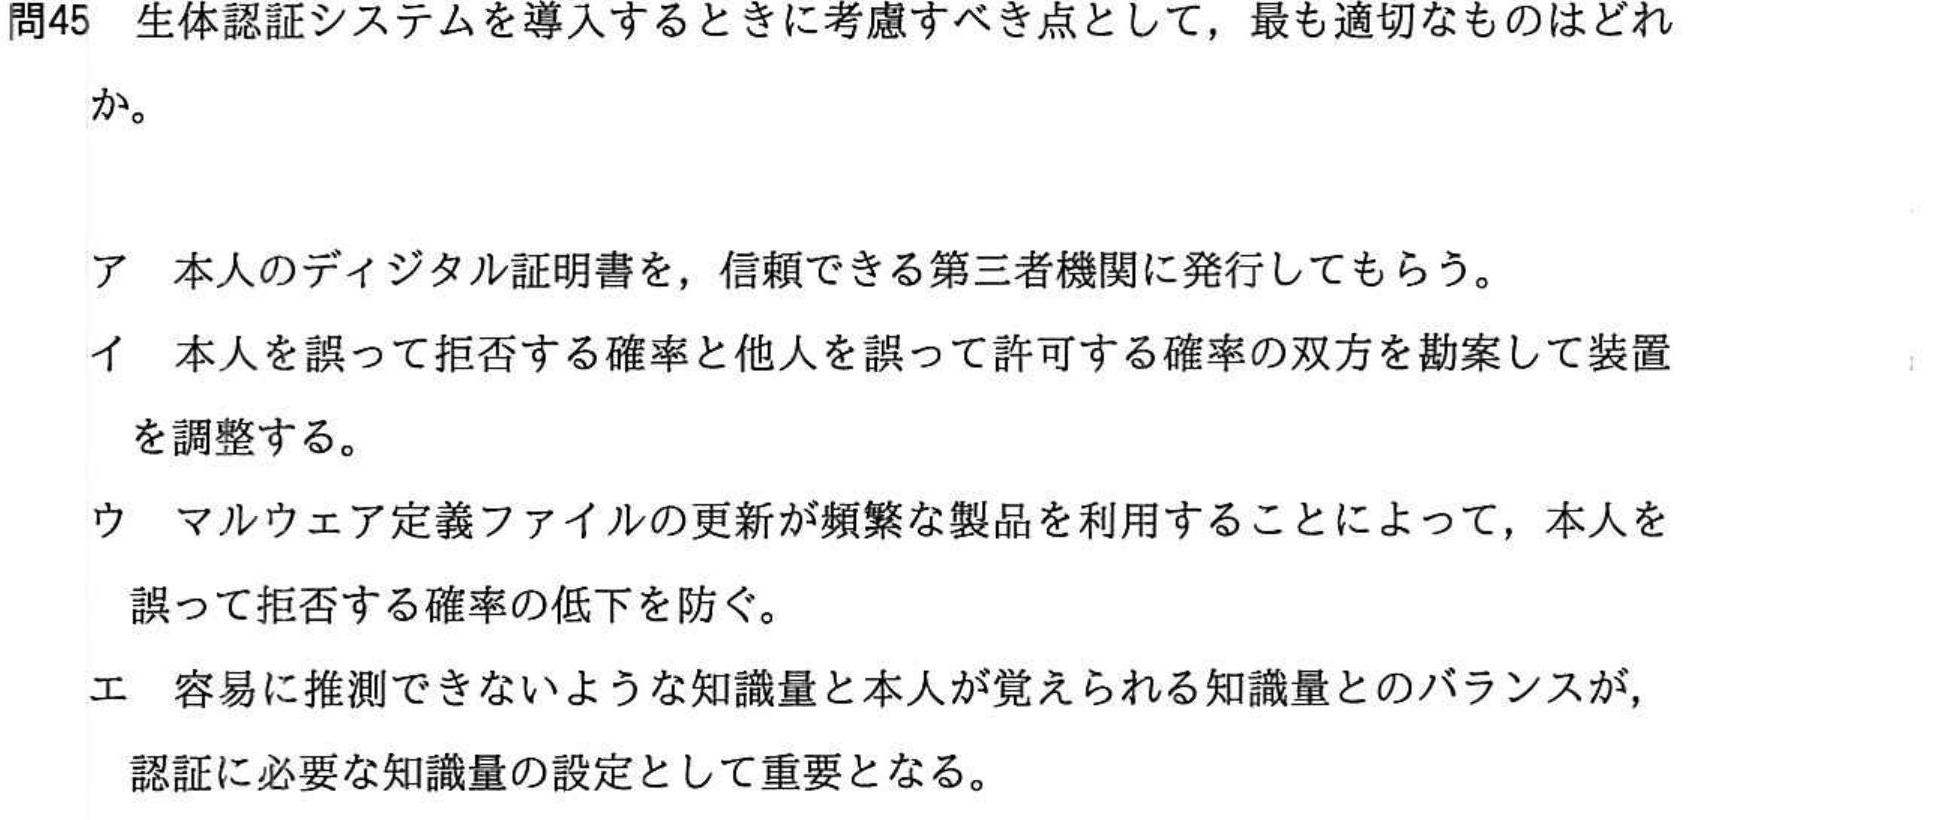 問45　生体認証システムを導入するときに考慮すべき点として，最も適切なものはどれ
か。
ア　本人のディジタル証明書を，信頼できる第三者機関に発行してもらう。
イ　本人を誤って拒否する確率と他人を誤って許可する確率の双方を勘案して装置
を調整する。
ウ　マルウェア定義ファイルの更新が頻繁な製品を利用することによって，本人を
誤って拒否する確率の低下を防ぐ。
エ　容易に推測できないような知識量と本人が覚えられる知識量とのバランスが，
認証に必要な知識量の設定として重要となる。